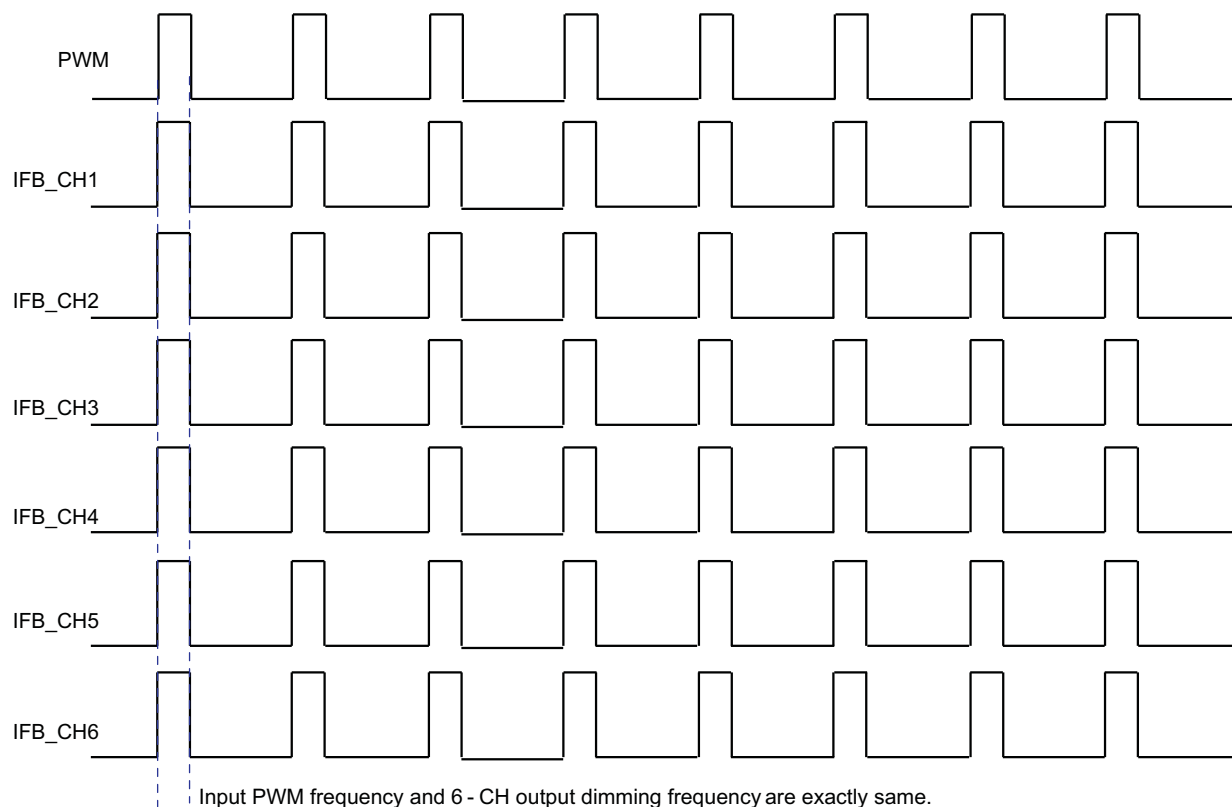 PWM
IFB_CH1
IFB_CH2
IFB_CH3
IFB_CH4
IFB_CH5
IFB_CH6
Input PWM frequency and 6 - CH output dimming frequency are exactly same.